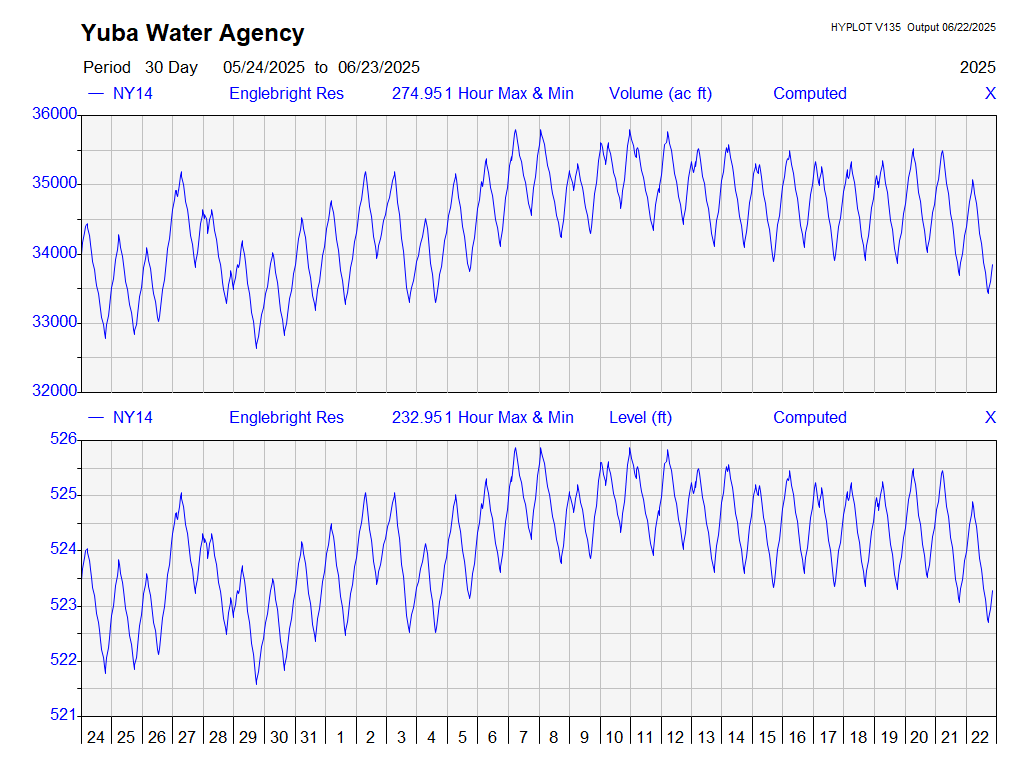 Yuba Water Agency
HYPLOT V135 Output 06/22/2025
Period 30 Day 05/24/2025 to 06/23/2025 2025
NY14 Englebright Res 274.951 Hour Max & Min Volume (ac ft) Computed X
36000
35000
34000
33000
32000
NY14 Englebright Res 232.951 Hour Max & Min Level (ft) Computed X
526
525
524
523
522
521
24 25 26 27 28 29 30 31 1 2 3 4 5 6 7 8 9 10 11 12 13 14 15 16 17 18 19 20 21 22